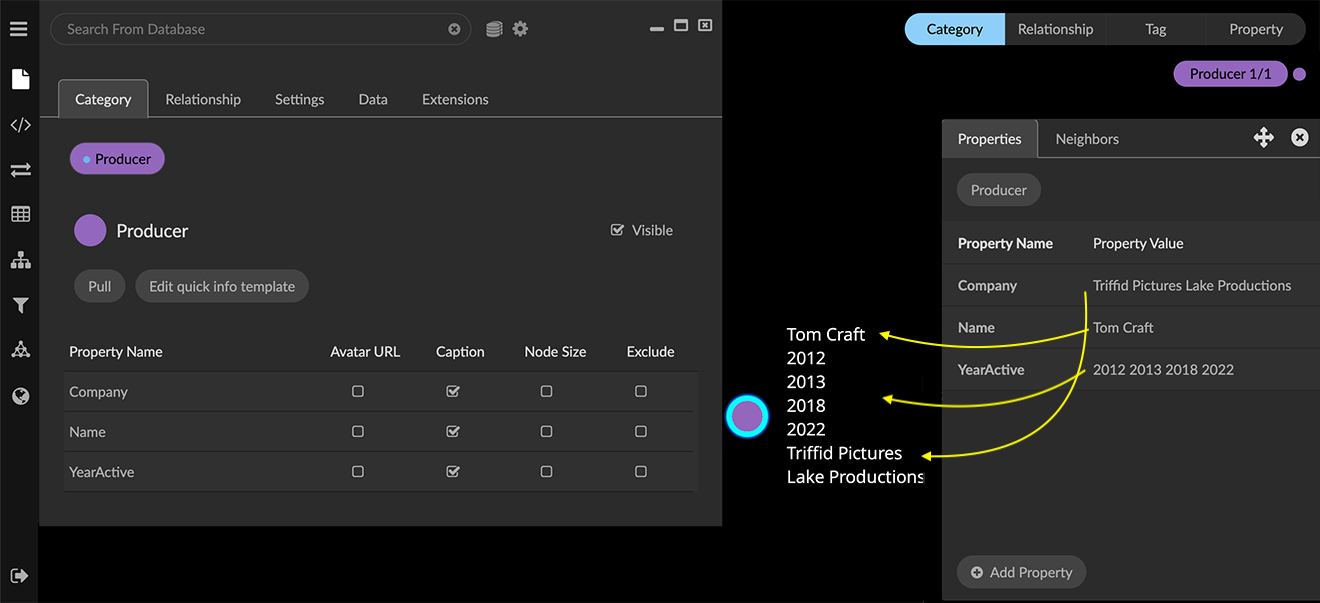 Search From Database
Category Relationship Tag Property
Producer 1/1
Category Relationship Settings Data Extensions
Producer
Producer
Visible
Pull Edit quick info template
Property Name Avatar URL Caption Node Size Exclude
Company
Name
YearActive
Tom Craft
2012
2013
2018
2022
Triffid Pictures
Lake Productions
Properties Neighbors
Producer
Property Name Property Value
Company Triffid Pictures Lake Productions
Name Tom Craft
YearActive 2012 2013 2018 2022
Add Property